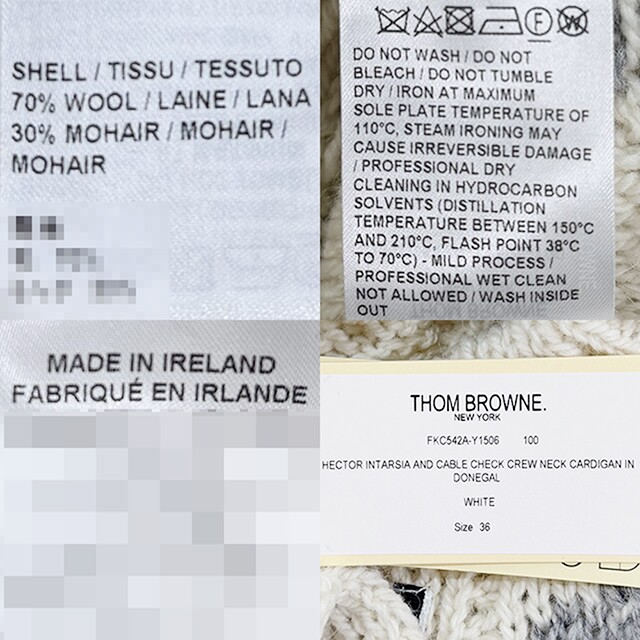 SHELL / TISSU / TESSUTO
70% WOOL / LAINE / LANA
30% MOHAIR / MOHAIR /
MOHAIR
F
W
DO NOT WASH / DO NOT
BLEACH / DO NOT TUMBLE
DRY / IRON AT MAXIMUM
SOLE PLATE TEMPERATURE OF
110°C, STEAM IRONING MAY
CAUSE IRREVERSIBLE DAMAGE
/ PROFESSIONAL DRY
CLEANING IN HYDROCARBON
SOLVENTS (DISTILLATION
TEMPERATURE BETWEEN 150°C
AND 210°C, FLASH POINT 38°C
TO 70°C) - MILD PROCESS /
PROFESSIONAL WET CLEAN
NOT ALLOWED / WASH INSIDE
OUT
MADE IN IRELAND
FABRIQUÉ EN IRLANDE
THOM BROWNE.
NEW YORK
FKC542A-Y1506 100
HECTOR INTARSIA AND CABLE CHECK CREW NECK CARDIGAN IN
DONEGAL
WHITE
Size 36